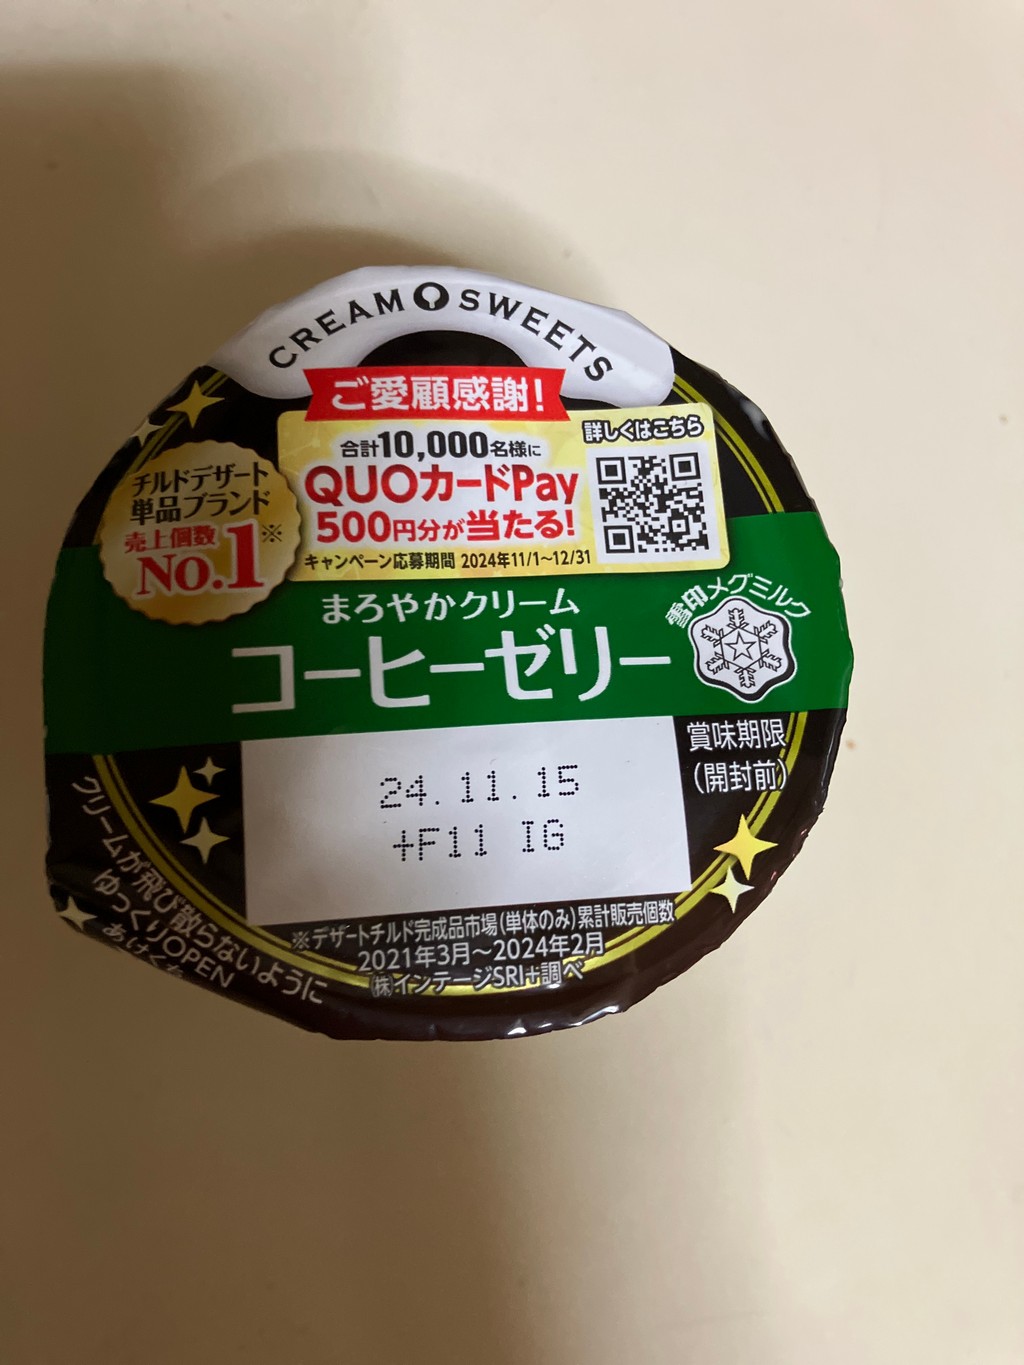 CREAM SWEETS
ご愛顧感謝!
チルドデザート
単品ブランド
売上個数
No.1※
合計10,000名様に
QUOカードPay
500円分が当たる!
キャンペーン応募期間 2024年11/1~12/31
詳しくはこちら
まろやかクリーム
コーヒーゼリー
雪印メグミルク
賞味期限
(開封前)
24.11.15
+F11 IG
※デザートチルド完成品市場(単体のみ)累計販売個数
2021年3月~2024年2月
㈱インテージSRI+調べ
クリームが飛び散らないように
ゆっくりOPEN